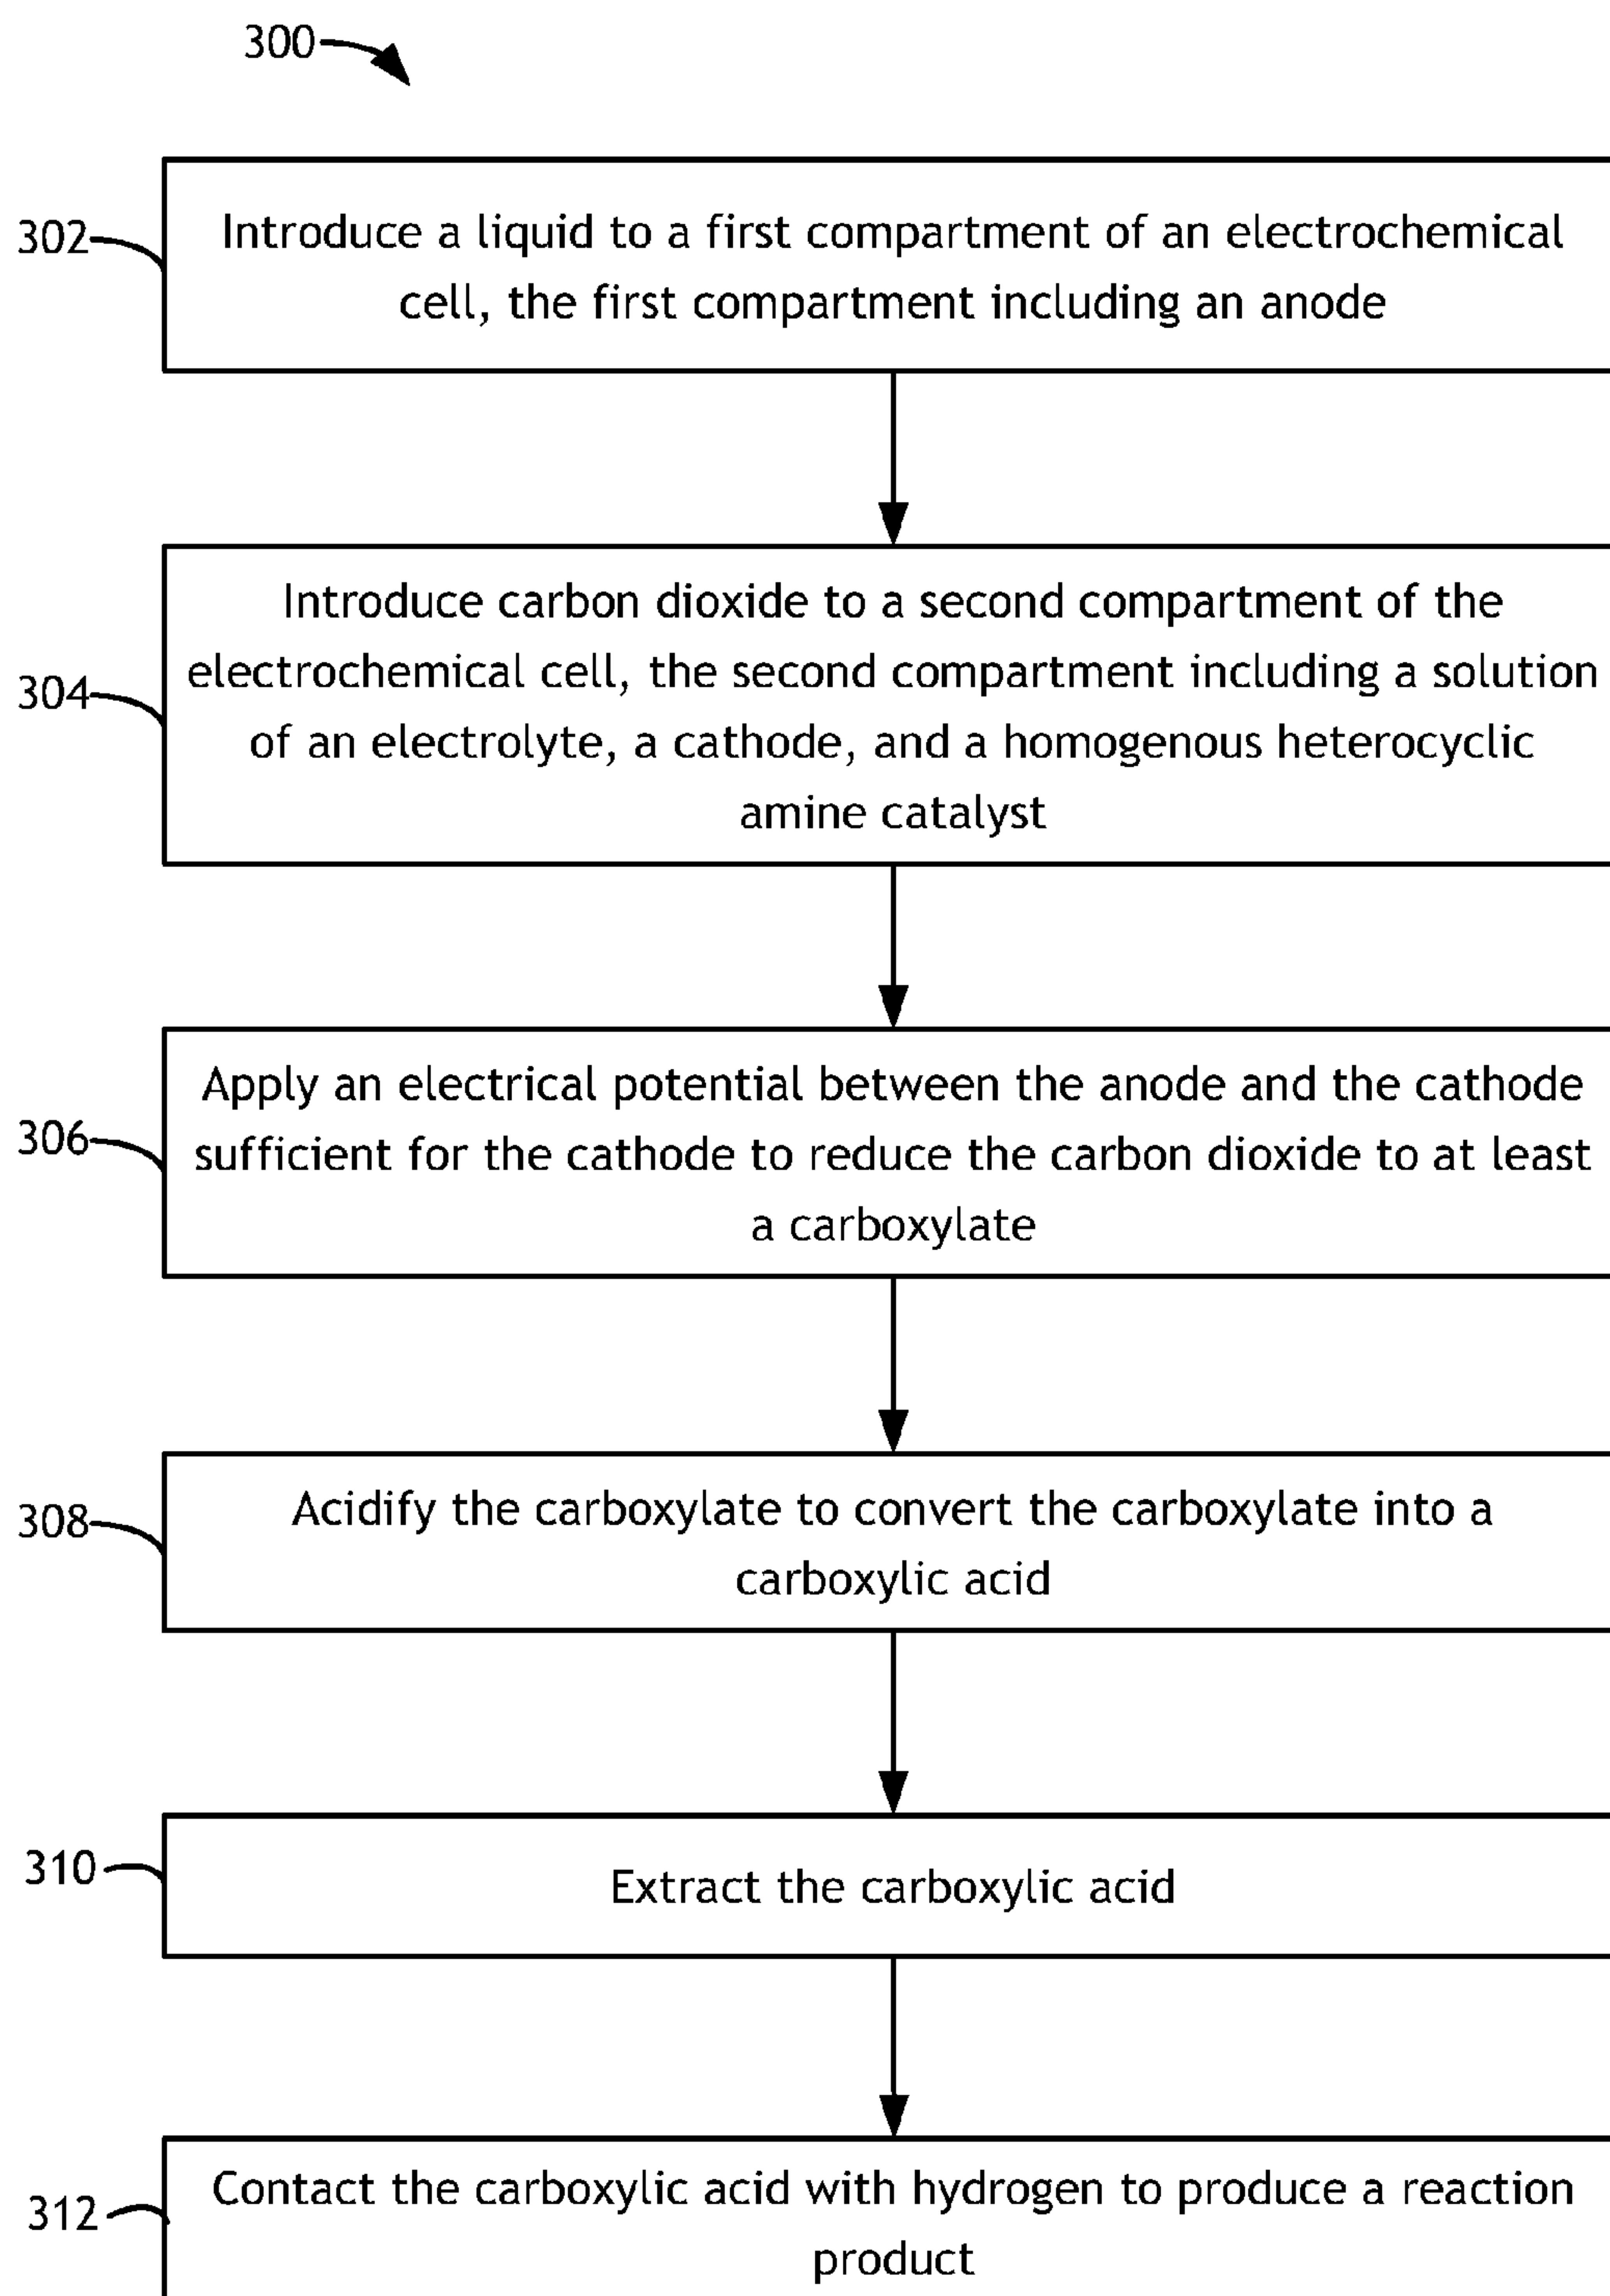 300
302
Introduce a liquid to a first compartment of an electrochemical
cell, the first compartment including an anode
304
Introduce carbon dioxide to a second compartment of the
electrochemical cell, the second compartment including a solution
of an electrolyte, a cathode, and a homogenous heterocyclic
amine catalyst
306
Apply an electrical potential between the anode and the cathode
sufficient for the cathode to reduce the carbon dioxide to at least
a carboxylate
308
Acidify the carboxylate to convert the carboxylate into a
carboxylic acid
310
Extract the carboxylic acid
312
Contact the carboxylic acid with hydrogen to produce a reaction
product